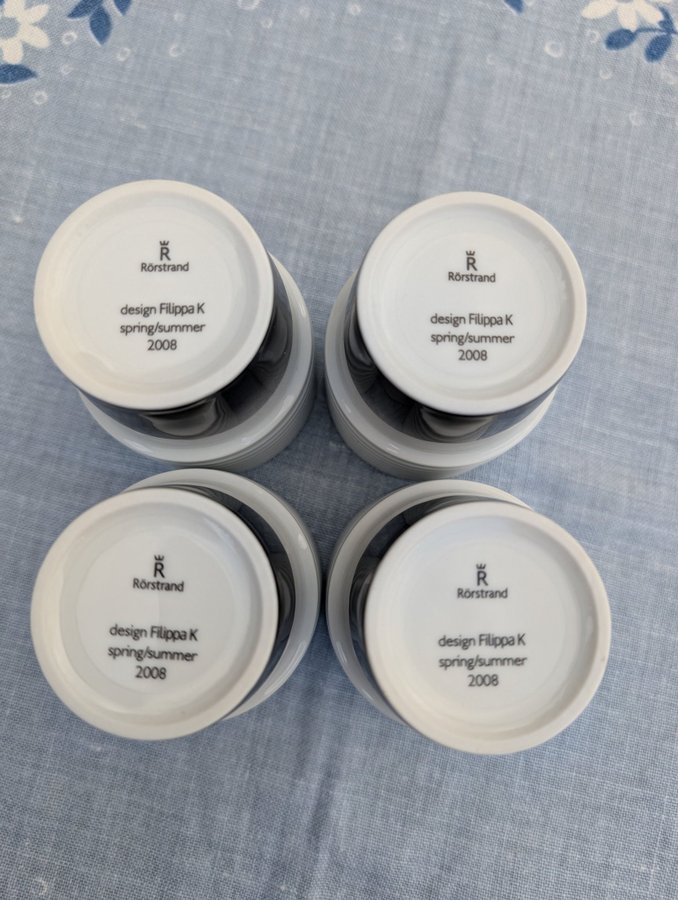 R
Rörstrand
design Filippa K
spring/summer
2008
R
Rörstrand
design Filippa K
spring/summer
2008
R
Rörstrand
design Filippa K
spring/summer
2008
R
Rörstrand
design Filippa K
spring/summer
2008